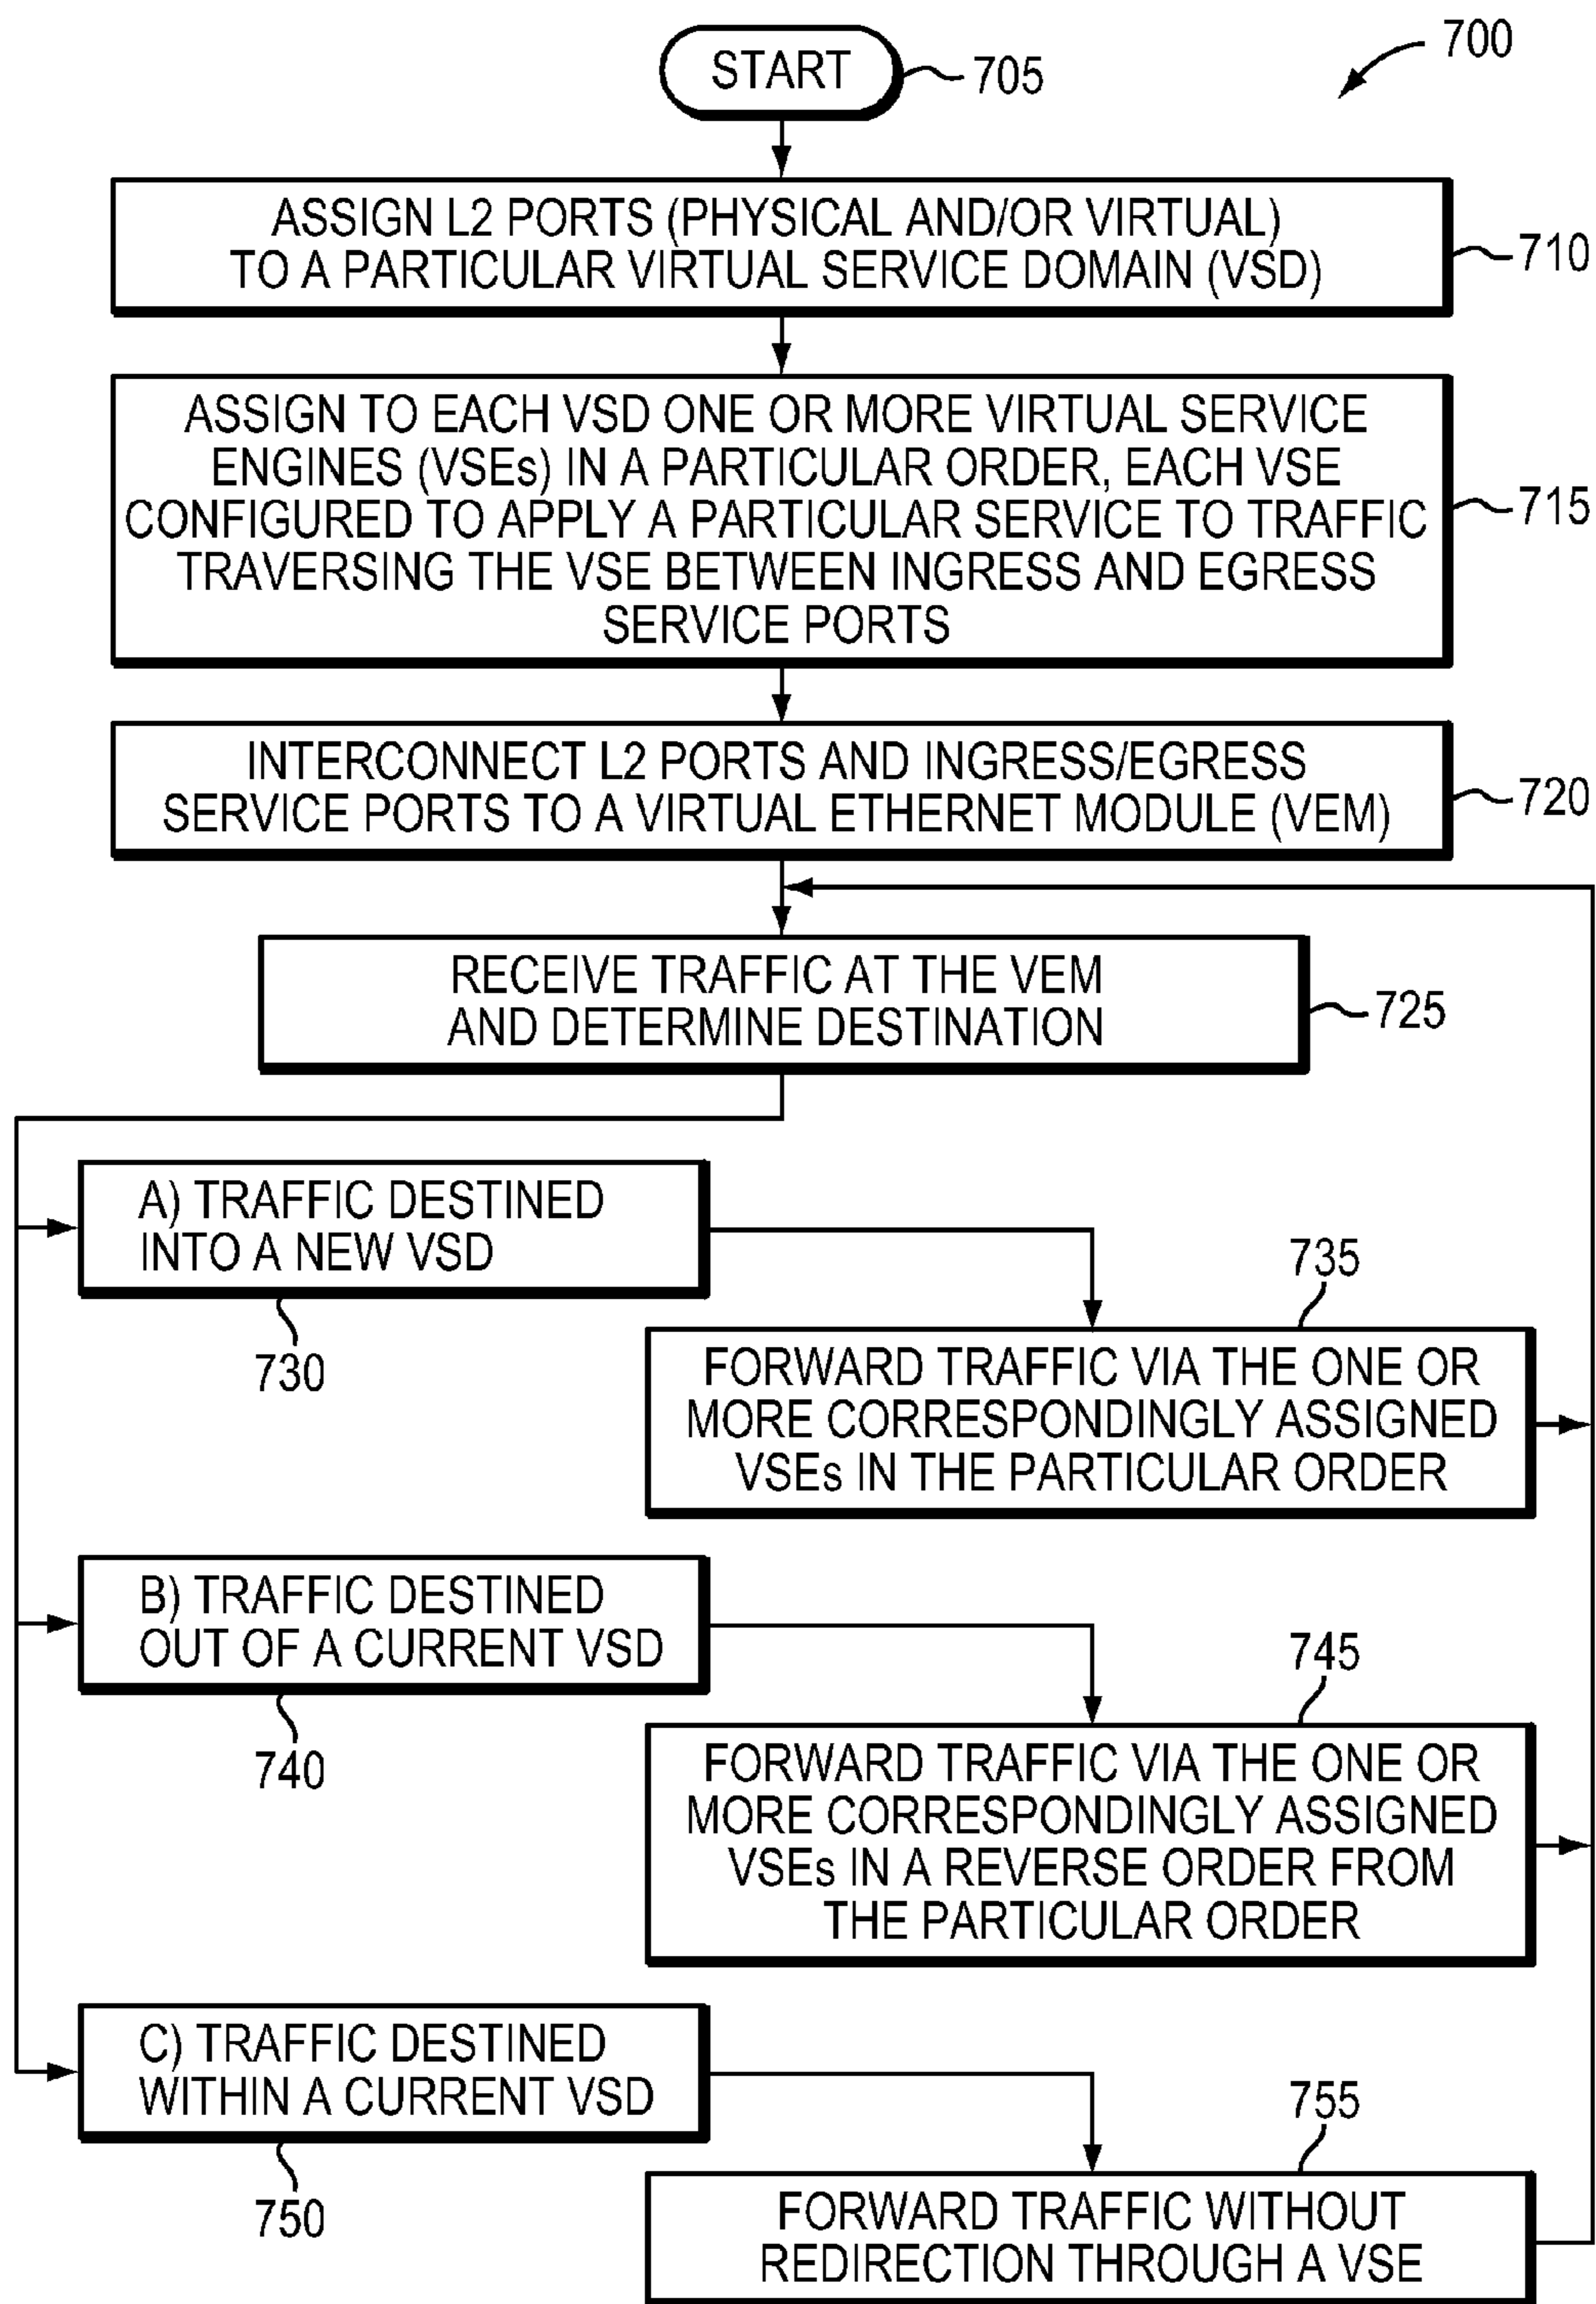 700
START
705
ASSIGN L2 PORTS (PHYSICAL AND/OR VIRTUAL)
TO A PARTICULAR VIRTUAL SERVICE DOMAIN (VSD)
710
ASSIGN TO EACH VSD ONE OR MORE VIRTUAL SERVICE
ENGINES (VSEs) IN A PARTICULAR ORDER, EACH VSE
CONFIGURED TO APPLY A PARTICULAR SERVICE TO TRAFFIC
TRAVERSING THE VSE BETWEEN INGRESS AND EGRESS
SERVICE PORTS
715
INTERCONNECT L2 PORTS AND INGRESS/EGRESS
SERVICE PORTS TO A VIRTUAL ETHERNET MODULE (VEM)
720
RECEIVE TRAFFIC AT THE VEM
AND DETERMINE DESTINATION
725
A) TRAFFIC DESTINED
INTO A NEW VSD
730
735
FORWARD TRAFFIC VIA THE ONE OR
MORE CORRESPONDINGLY ASSIGNED
VSEs IN THE PARTICULAR ORDER
B) TRAFFIC DESTINED
OUT OF A CURRENT VSD
740
745
FORWARD TRAFFIC VIA THE ONE OR
MORE CORRESPONDINGLY ASSIGNED
VSEs IN A REVERSE ORDER FROM
THE PARTICULAR ORDER
C) TRAFFIC DESTINED
WITHIN A CURRENT VSD
750
755
FORWARD TRAFFIC WITHOUT
REDIRECTION THROUGH A VSE